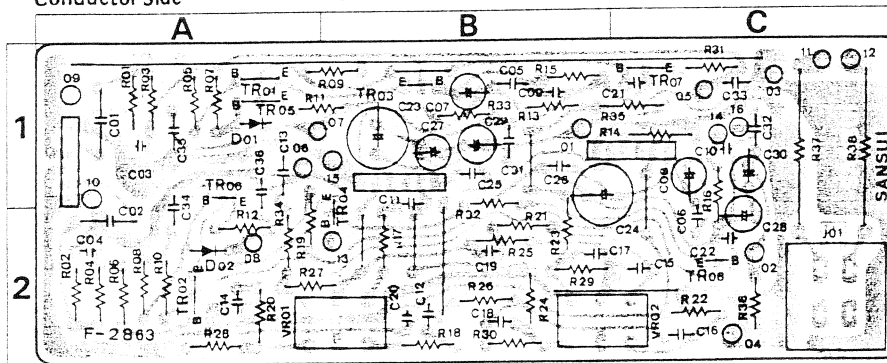 Conductor Side
A B C
1
2
09 R01 R03 R05 R07 B E TR01 R09 B B C05 R15 B E TR07 R31 11 12
C01 TR05 R11 07 TR03 C23 C07 R33 C09 R13 C21 R35 05 C33 03
C35 D01 C13 C27 C29 01 R14 14 16 C32
C03 C36 06 C31 C10 C30 R37 R38 SANSUI
10 C34 TR06 B E R34 15 TR04 C25 C26 C08 R16
C02 R12 E B C11 R32 R21 C24 C06 C28
C04 D02 08 R19 13 R17 C19 R25 R23 C17 C22 E B 02 J01
R02 R04 R06 R08 R10 TR02 B R27 R29 C15 TR08
C14 R20 VR01 C20 C12 R26 R24 VR02 R22 R36
F-2863 E R28 R18 C18 R30 C16 04